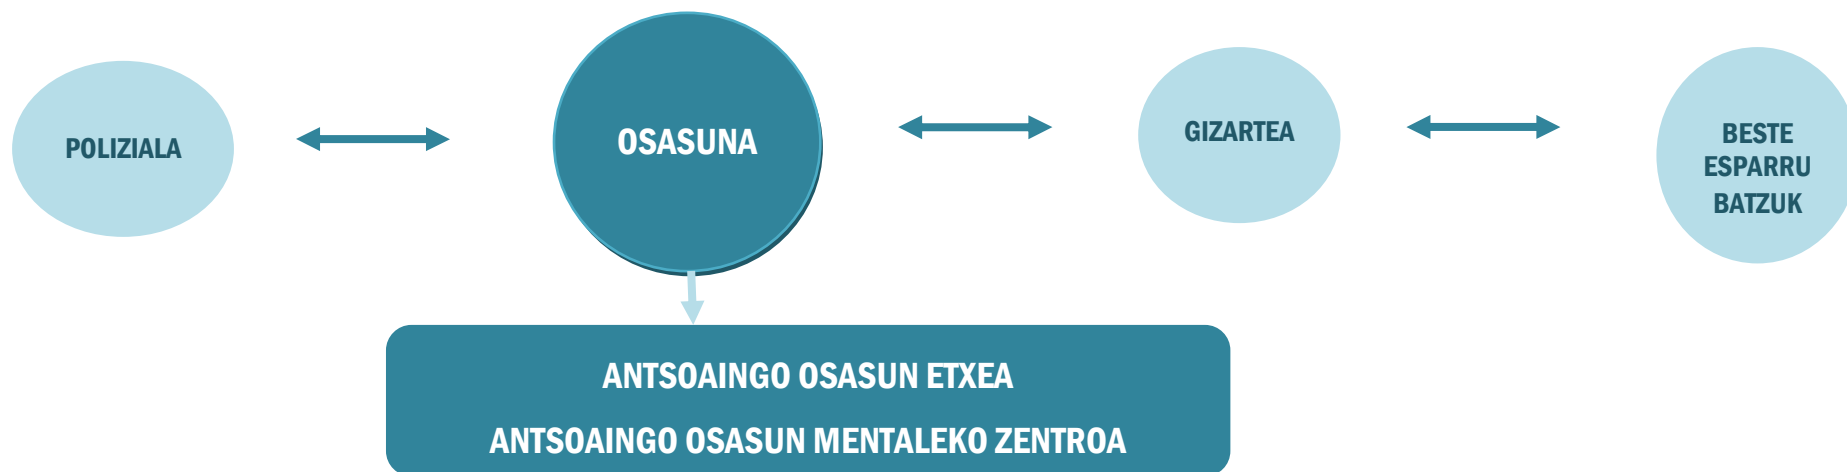 POLIZIALA
OSASUNA
GIZARTEA
BESTE
ESPARRU
BATZUK
ANTSOAINGO OSASUN ETXEA
ANTSOAINGO OSASUN MENTALEKO ZENTROA